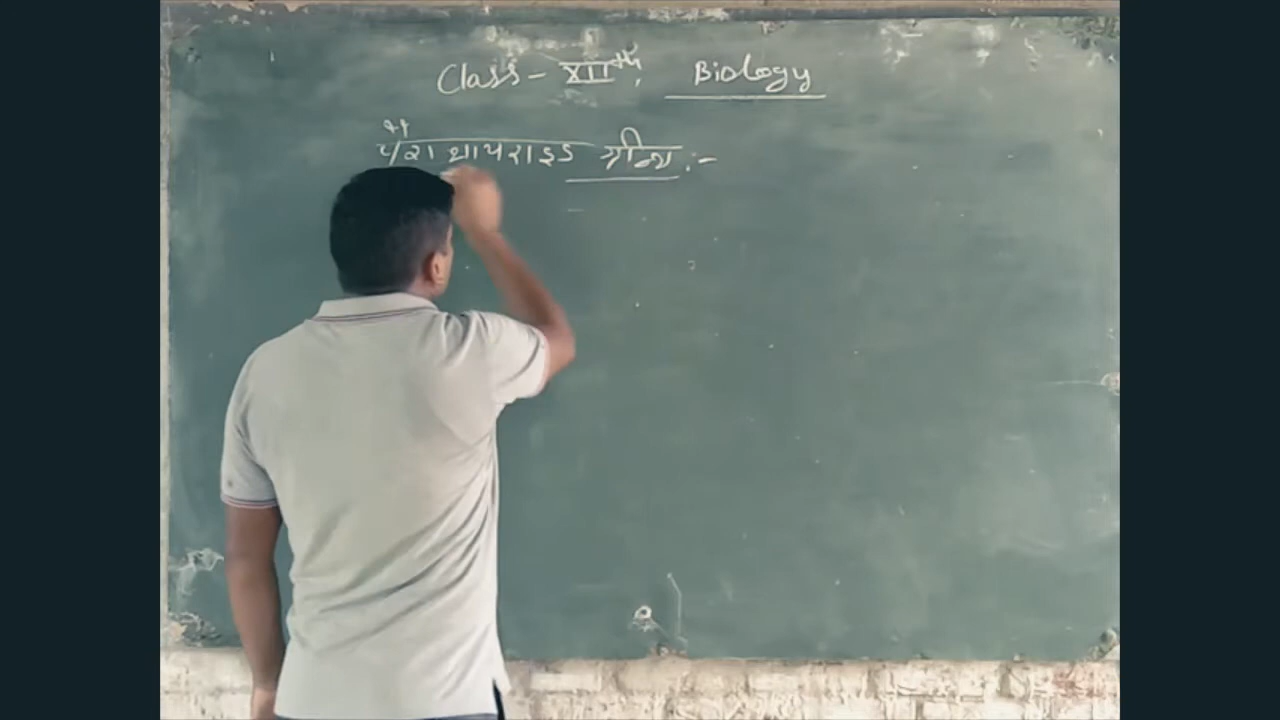 Class - XII th, Biology
पैरा थायराइड ग्रीन्थ :-